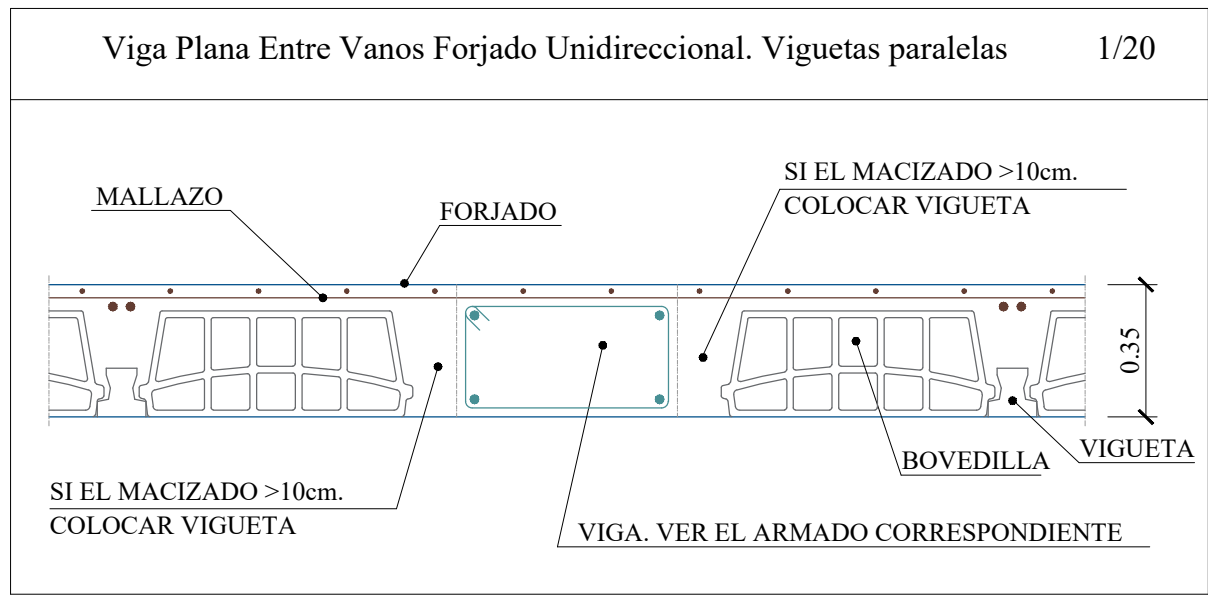 Viga Plana Entre Vanos Forjado Unidireccional. Viguetas paralelas 1/20
SI EL MACIZADO >10cm.
COLOCAR VIGUETA
MALLAZO
FORJADO
0.35
VIGUETA
BOVEDILLA
SI EL MACIZADO >10cm.
COLOCAR VIGUETA
VIGA. VER EL ARMADO CORRESPONDIENTE